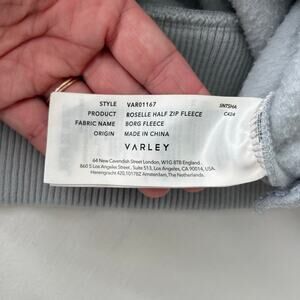 STYLE VAR01167 JINTSHA
PRODUCT ROSELLE HALF ZIP FLEECE CA24
FABRIC NAME BORG FLEECE
ORIGIN MADE IN CHINA
VARLEY
64 New Cavendish Street London, W1G 8TB England.
860 S Los Angeles Street, Suite 513, Los Angeles, CA 90014, USA.
Herengracht 420, 1017BZ Amsterdam, The Netherlands.